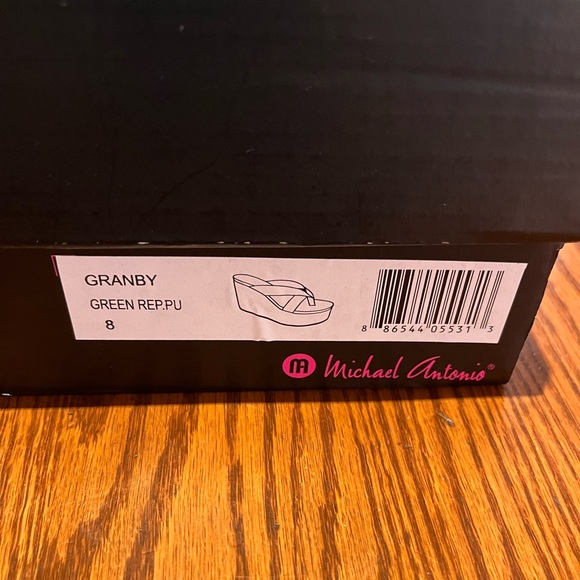 GRANBY
GREEN REP.PU
8
8 86544 05531 3
M Michael Antonio®